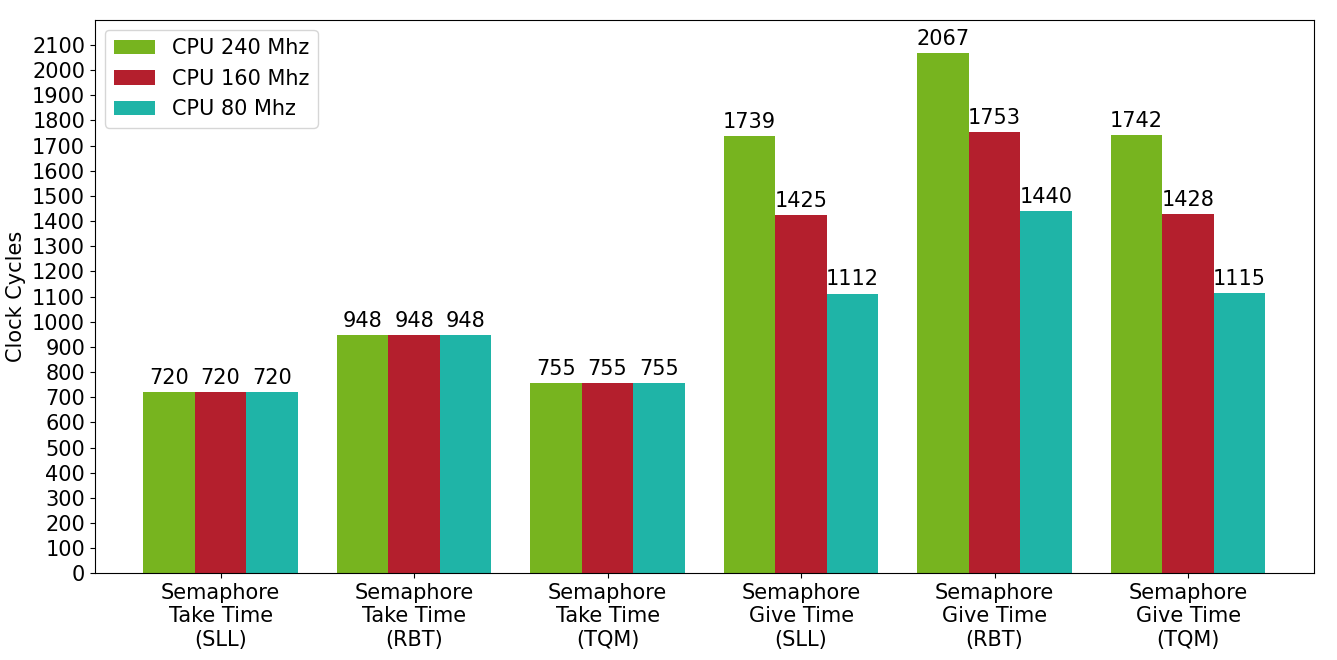 Clock Cycles
2100
2000
1900
1800
1700
1600
1500
1400
1300
1200
1100
1000
900
800
700
600
500
400
300
200
100
0
CPU 240 Mhz
CPU 160 Mhz
CPU 80 Mhz
720 720 720
948 948 948
755 755 755
1739 1425 1112
2067 1753 1440
1742 1428 1115
Semaphore
Take Time
(SLL)
Semaphore
Take Time
(RBT)
Semaphore
Take Time
(TQM)
Semaphore
Give Time
(SLL)
Semaphore
Give Time
(RBT)
Semaphore
Give Time
(TQM)